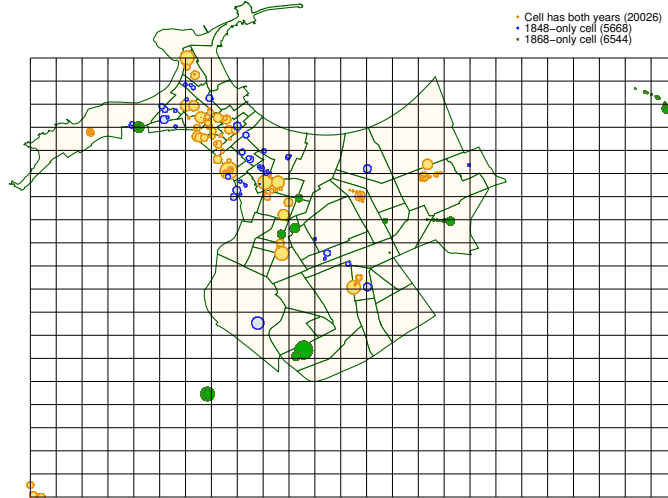 Cell has both years (20026)
1848−only cell (5668)
1868−only cell (6544)